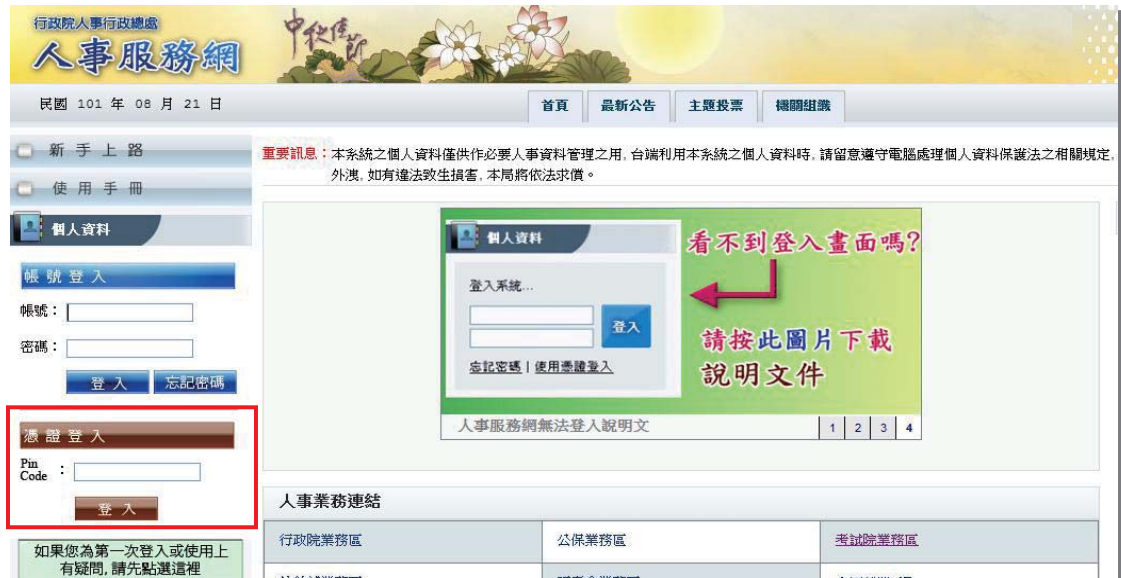 行政院人事行政總處
人事服務網
中秋佳節
民國 101 年 08 月 21 日
首頁
最新公告
主題投票
機關組織
新手上路
使用手冊
個人資料
帳號登入
帳號：
密碼：
登入
忘記密碼
憑證登入
Pin
Code ：
登入
如果您為第一次登入或使用上
有疑問, 請先點選這裡
重要訊息：本系統之個人資料僅供作必要人事資料管理之用, 台端利用本系統之個人資料時, 請留意遵守電腦處理個人資料保護法之相關規定,
外洩, 如有違法致生損害, 本局將依法求償。
個人資料
登入系統...
登入
忘記密碼 | 使用憑證登入
看不到登入畫面嗎?
請按此圖片下載
說明文件
人事服務網無法登入說明文
1 2 3 4
人事業務連結
行政院業務區
公保業務區
考試院業務區